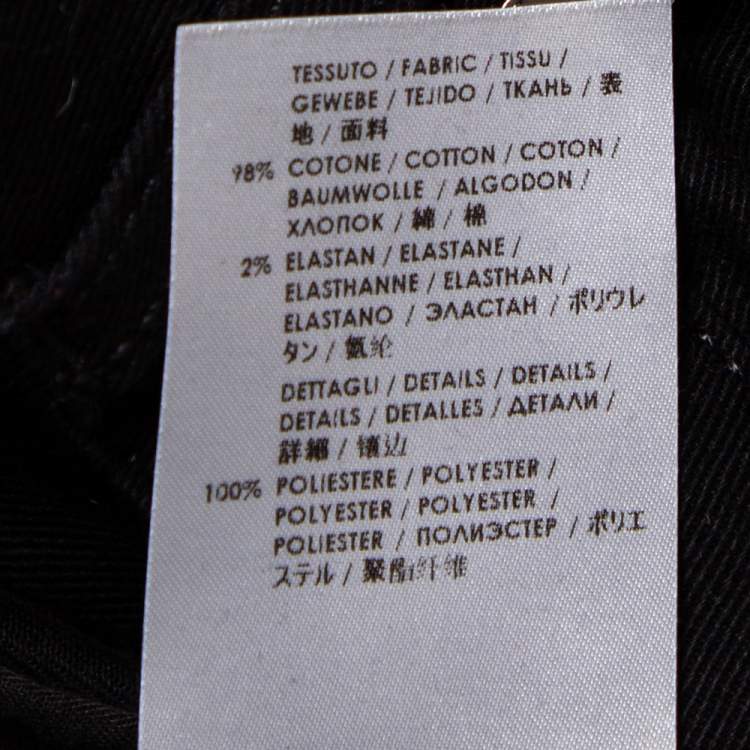 TESSUTO / FABRIC / TISSU /
GEWEBE / TEJIDO / ТКАНЬ / 表
地 / 面料
98% COTONE / COTTON / COTON /
BAUMWOLLE / ALGODON /
ХЛОПОК / 綿 / 棉
2% ELASTAN / ELASTANE /
ELASTHANNE / ELASTHAN /
ELASTANO / ЭЛАСТАН / ポリウレ
タン / 氨纶
DETTAGLI / DETAILS / DETAILS /
DETAILS / DETALLES / ДЕТАЛИ /
詳細 / 镶边
100% POLIESTERE / POLYESTER /
POLYESTER / POLYESTER /
POLIESTER / ПОЛИЭСТЕР / ポリエ
ステル / 聚酯纤维